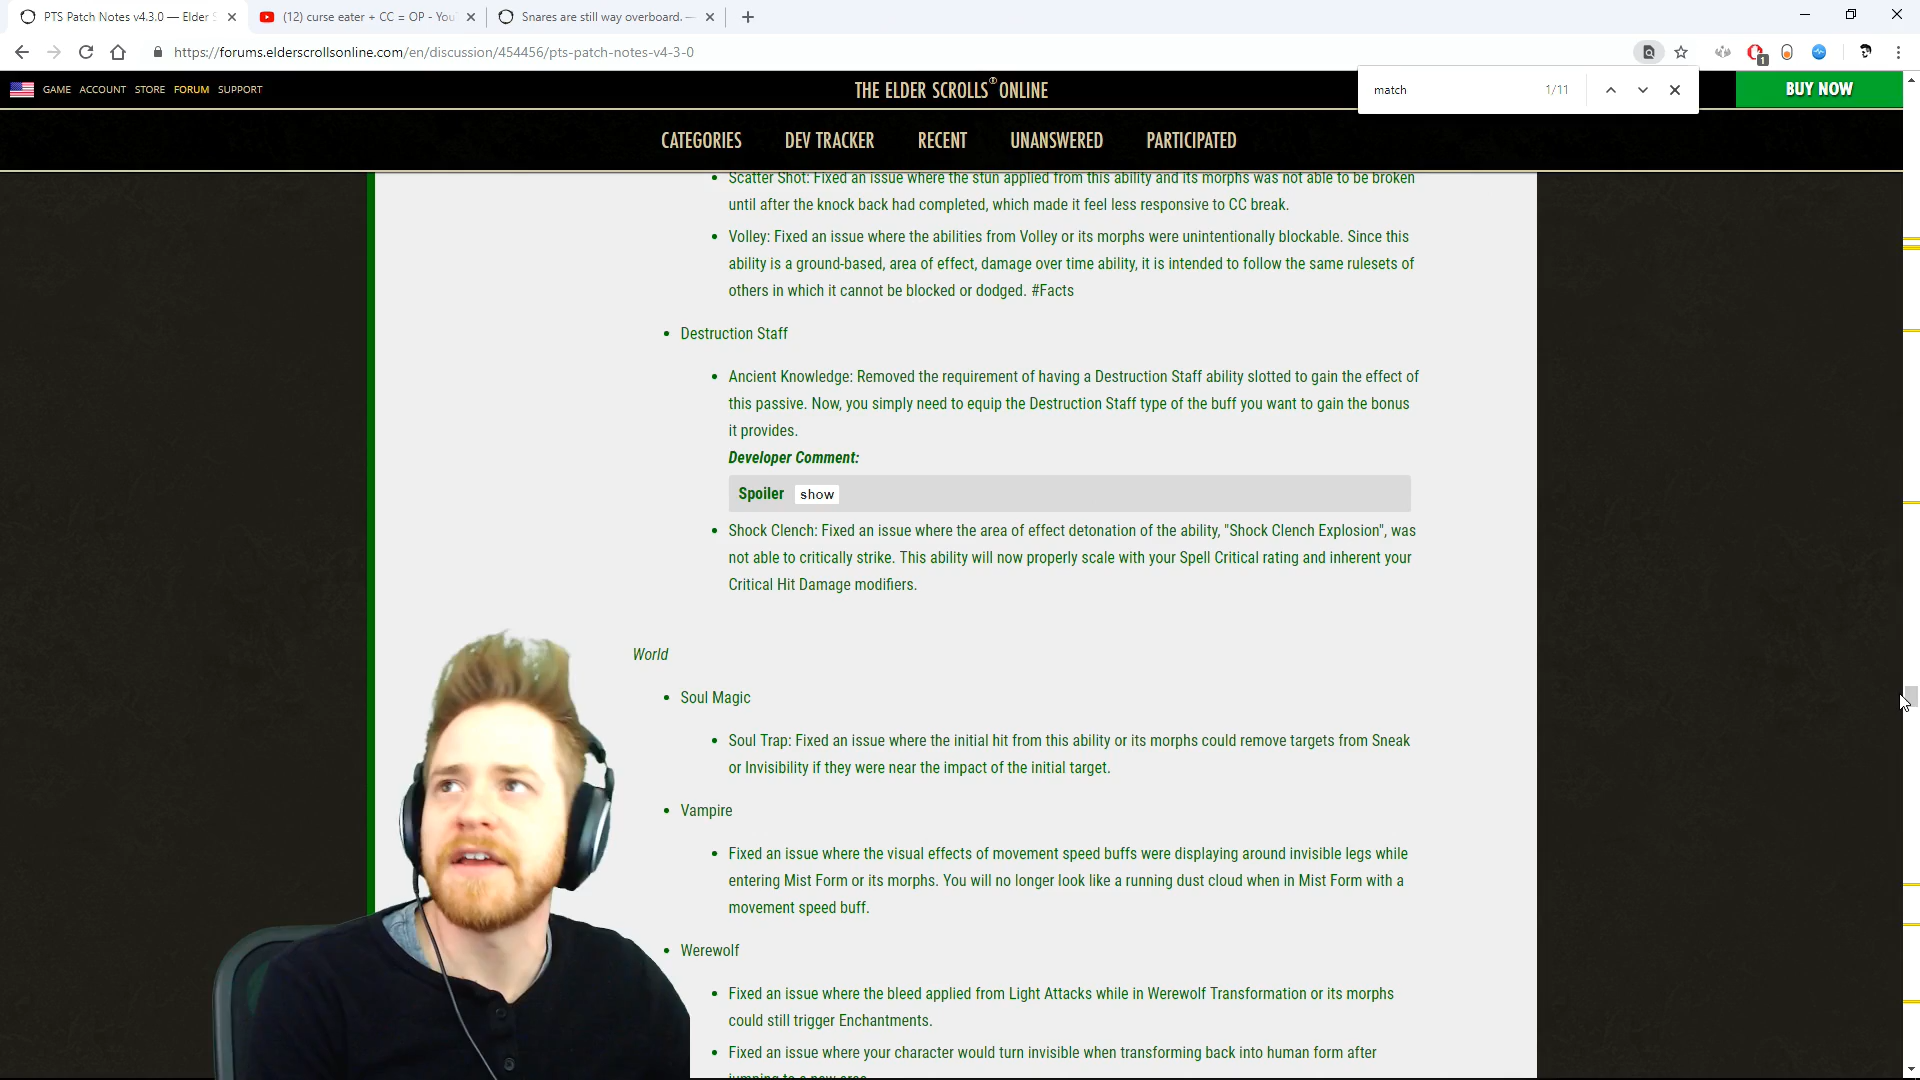 PTS Patch Notes v4.3.0 — Elder S
(12) curse eater + CC = OP - You
Snares are still way overboard. —
https://forums.elderscrollsonline.com/en/discussion/454456/pts-patch-notes-v4-3-0
1
GAME ACCOUNT STORE FORUM SUPPORT
THE ELDER SCROLLS ONLINE
match 1/11
BUY NOW
CATEGORIES DEV TRACKER RECENT UNANSWERED PARTICIPATED
Scatter Shot: Fixed an issue where the stun applied from this ability and its morphs was not able to be broken
until after the knock back had completed, which made it feel less responsive to CC break.
Volley: Fixed an issue where the abilities from Volley or its morphs were unintentionally blockable. Since this
ability is a ground-based, area of effect, damage over time ability, it is intended to follow the same rulesets of
others in which it cannot be blocked or dodged. #Facts
Destruction Staff
Ancient Knowledge: Removed the requirement of having a Destruction Staff ability slotted to gain the effect of
this passive. Now, you simply need to equip the Destruction Staff type of the buff you want to gain the bonus
it provides.
Developer Comment:
Spoiler show
Shock Clench: Fixed an issue where the area of effect detonation of the ability, "Shock Clench Explosion", was
not able to critically strike. This ability will now properly scale with your Spell Critical rating and inherent your
Critical Hit Damage modifiers.
World
Soul Magic
Soul Trap: Fixed an issue where the initial hit from this ability or its morphs could remove targets from Sneak
or Invisibility if they were near the impact of the initial target.
Vampire
Fixed an issue where the visual effects of movement speed buffs were displaying around invisible legs while
entering Mist Form or its morphs. You will no longer look like a running dust cloud when in Mist Form with a
movement speed buff.
Werewolf
Fixed an issue where the bleed applied from Light Attacks while in Werewolf Transformation or its morphs
could still trigger Enchantments.
Fixed an issue where your character would turn invisible when transforming back into human form after
jumping to a new area.